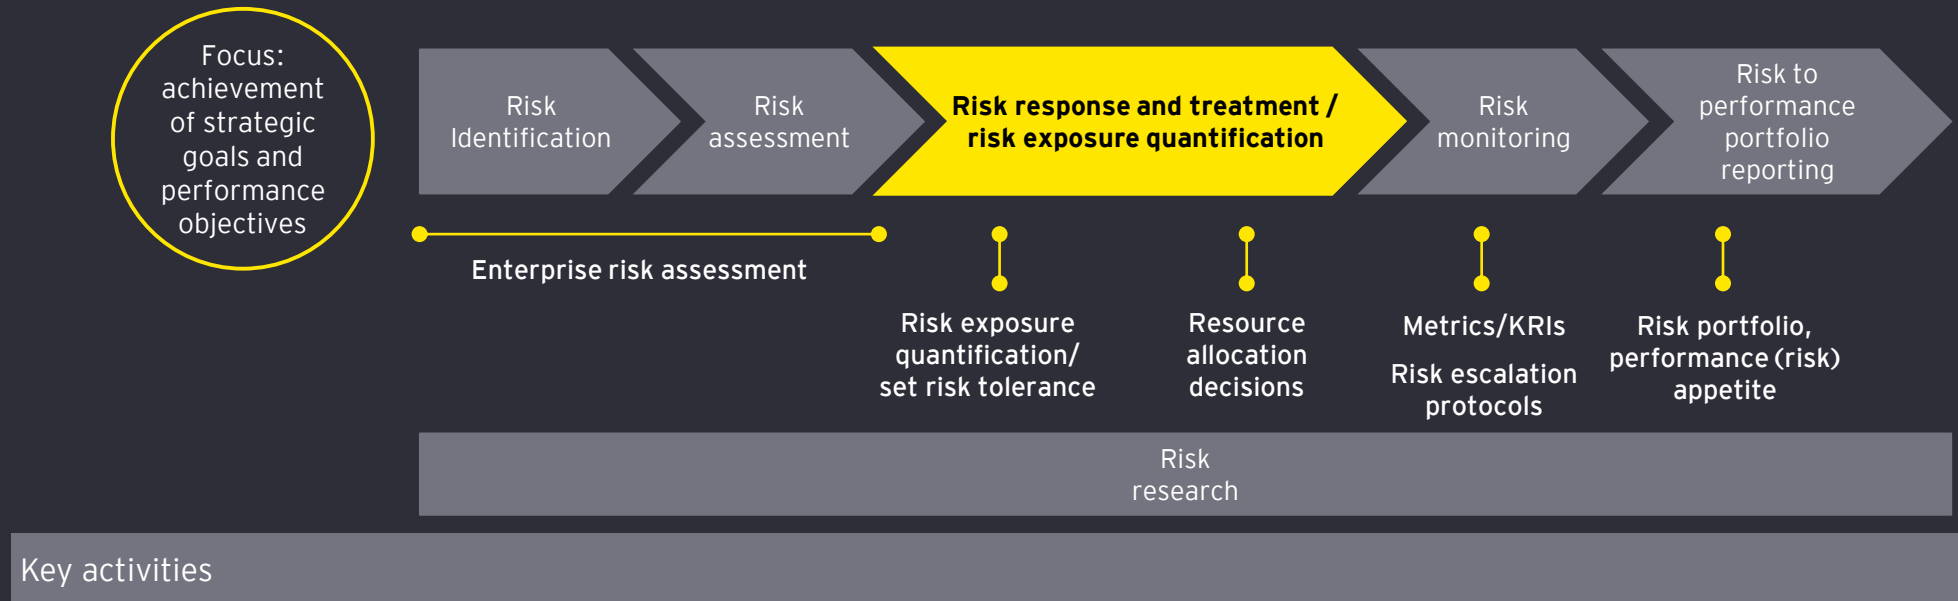 Focus:
achievement
of strategic
goals and
performance
objectives
Risk
Identification
Risk
assessment
Risk response and treatment /
risk exposure quantification
Risk
monitoring
Risk to
performance
portfolio
reporting
Enterprise risk assessment
Risk exposure
quantification/
set risk tolerance
Resource
allocation
decisions
Metrics/KRIs
Risk escalation
protocols
Risk portfolio,
performance (risk)
appetite
Risk
research
Key activities